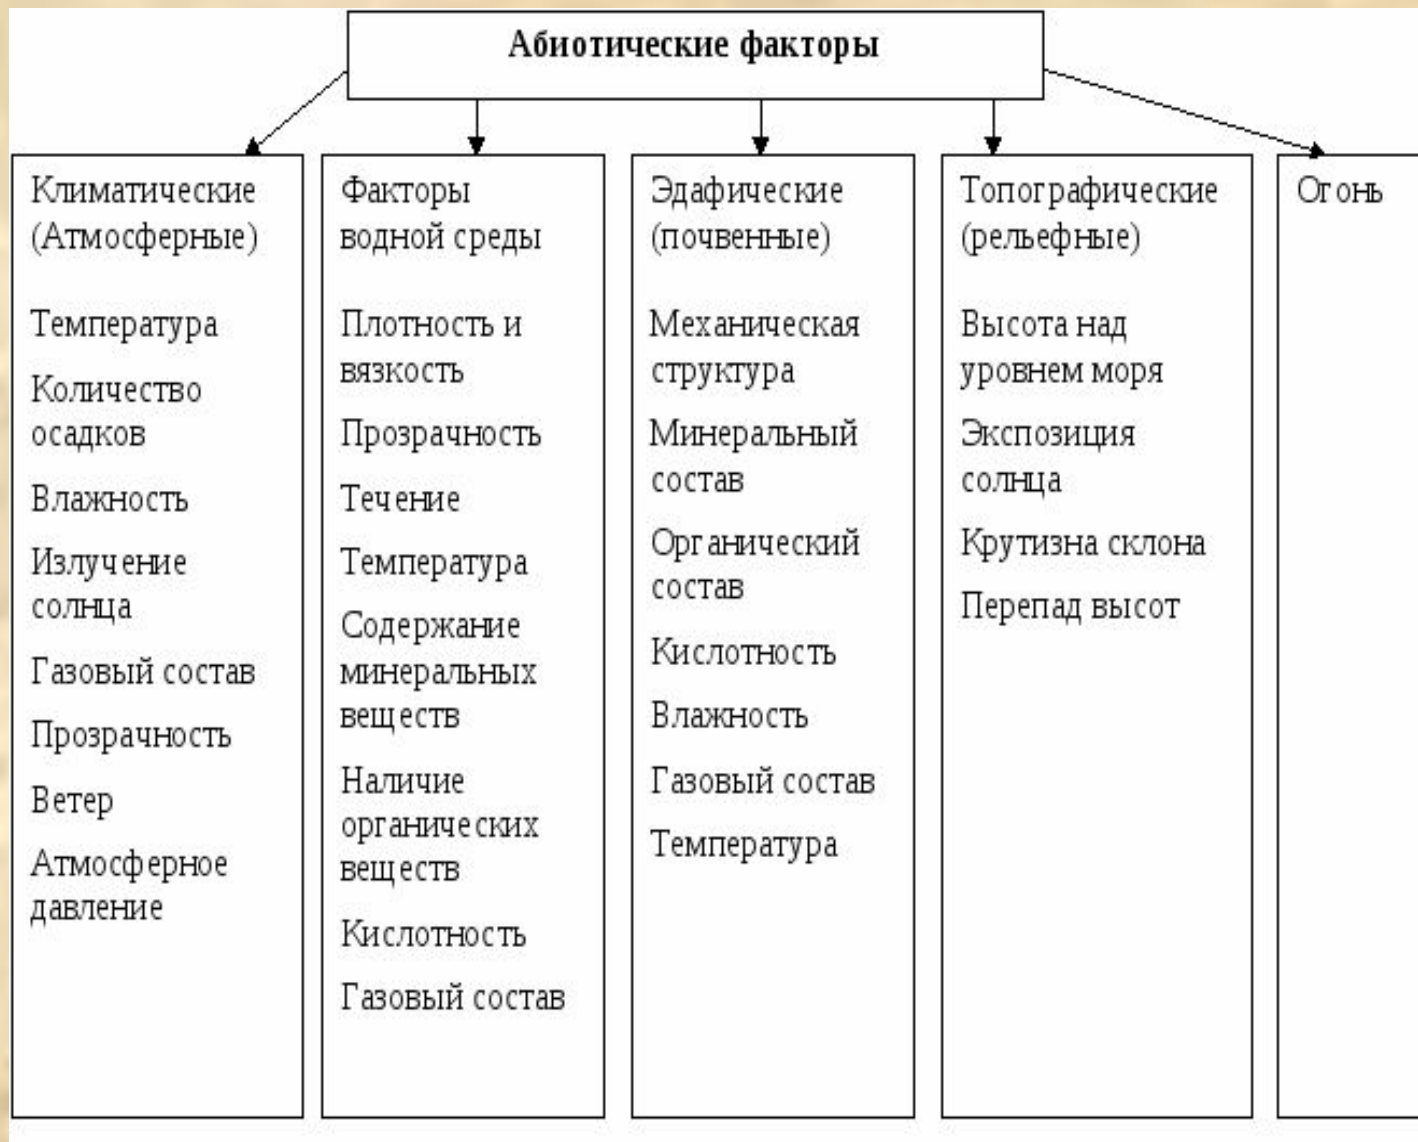 Абиотические факторы
Климатические
(Атмосферные)
Температура
Количество
осадков
Влажность
Излучение
солнца
Газовый состав
Прозрачность
Ветер
Атмосферное
давление
Факторы
водной среды
Плотность и
вязкость
Прозрачность
Течение
Температура
Содержание
минеральных
веществ
Наличие
органических
веществ
Кислотность
Газовый состав
Эдафические
(почвенные)
Механическая
структура
Минеральный
состав
Органический
состав
Кислотность
Влажность
Газовый состав
Температура
Топографические
(рельефные)
Высота над
уровнем моря
Экспозиция
солнца
Крутизна склона
Перепад высот
Огонь